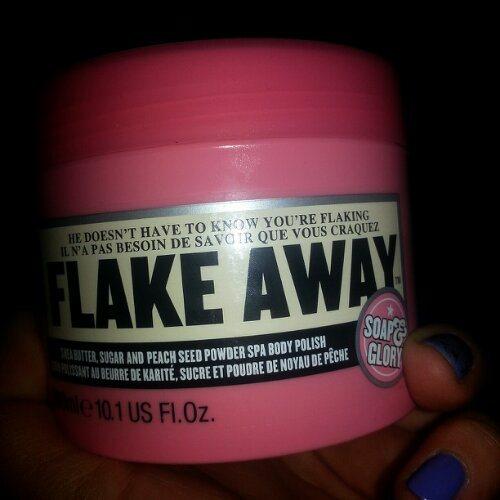 HE DOESN'T HAVE TO KNOW YOU'RE FLAKING
IL N'A PAS BESOIN DE SAVOIR QUE VOUS CRAQUEZ
FLAKE AWAY™
SHEA BUTTER, SUGAR AND PEACH SEED POWDER SPA BODY POLISH
POLISSANT AU BEURRE DE KARITÉ, SUCRE ET POUDRE DE NOYAU DE PÊCHE
SOAP &
GLORY
℮ 10.1 US Fl.Oz.